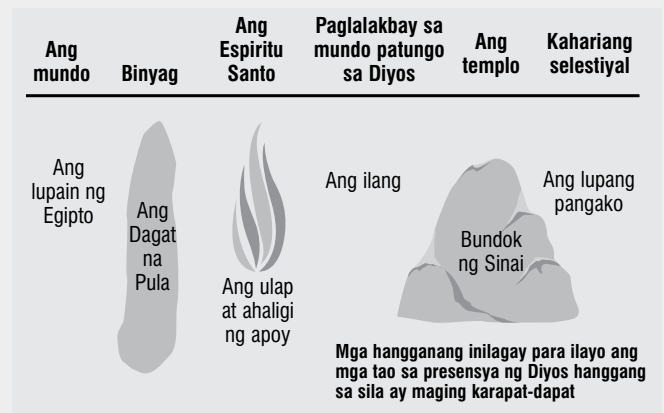 Ang
mundo
Binyag
Ang
Espiritu
Santo
Paglalakbay sa
mundo patungo
sa Diyos
Ang
templo
Kahariang
selestiyal
Ang
lupain ng
Egipto
Ang
Dagat
na
Pula
Ang ulap
at ahaligi
ng apoy
Ang ilang
Bundok
ng Sinai
Ang lupang
pangako
Mga hangganang inilagay para ilayo ang
mga tao sa presensya ng Diyos hanggang
sa sila ay maging karapat-dapat